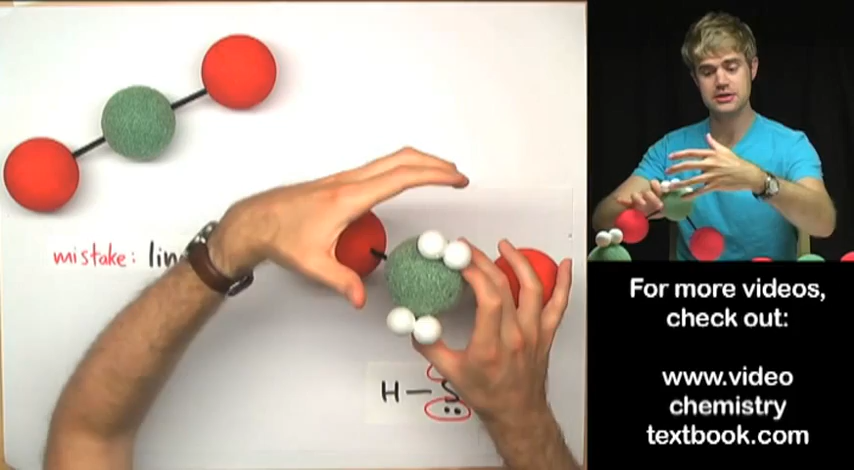 mistake: lin
H—S
For more videos,
check out:
www.video
chemistry
textbook.com